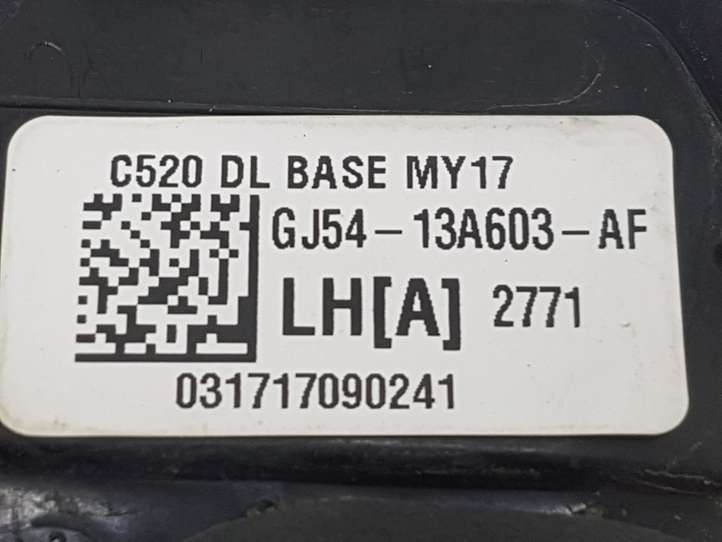 C520 DL BASE MY17
GJ54-13A603-AF
LH[A] 2771
031717090241